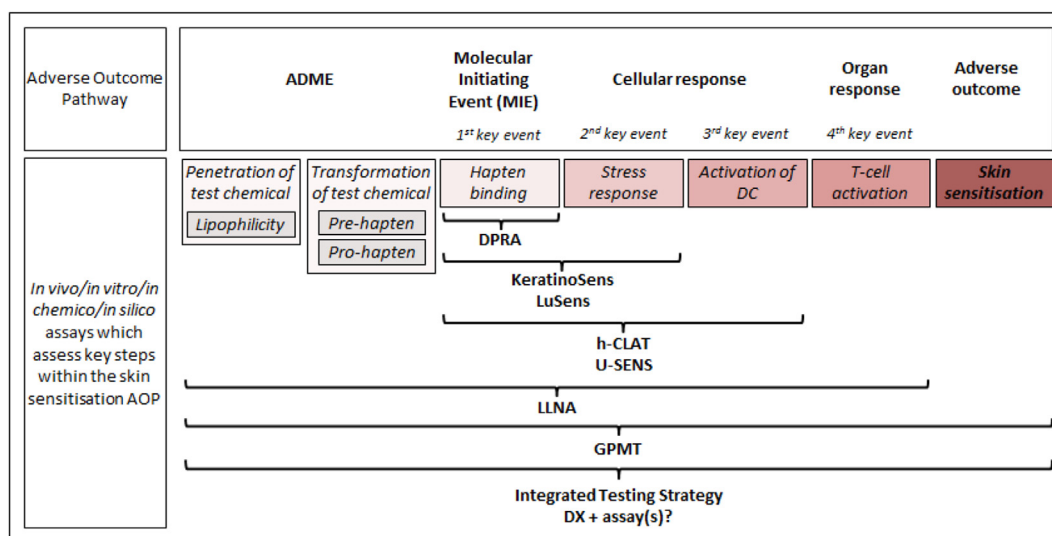 Adverse Outcome
Pathway
ADME
Molecular
Initiating
Event (MIE)
1st key event
Cellular response
2nd key event
3rd key event
Organ
response
4th key event
Adverse
outcome
In vivo/in vitro/in
chemico/in silico
assays which
assess key steps
within the skin
sensitisation AOP
Penetration of
test chemical
Lipophilicity
Transformation
of test chemical
Pre-hapten
Pro-hapten
Hapten
binding
Stress
response
Activation of
DC
T-cell
activation
Skin
sensitisation
DPRA
KeratinoSens
LuSens
h-CLAT
U-SENS
LLNA
GPMT
Integrated Testing Strategy
DX + assay(s)?